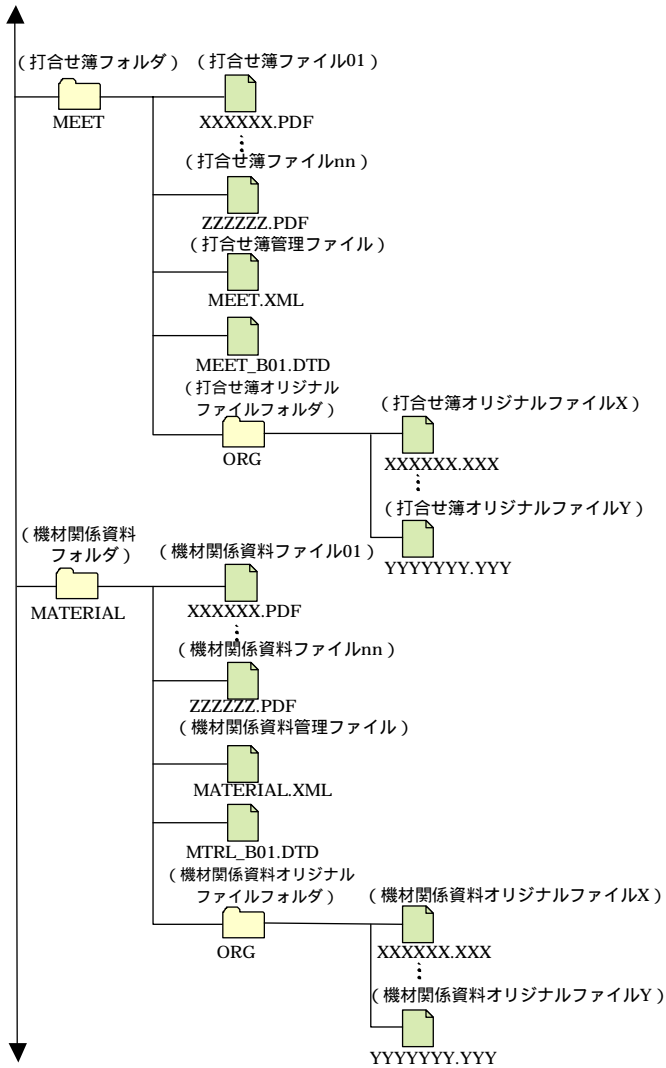 （打合せ簿フォルダ）（打合せ簿ファイル01）
MEET
XXXXXX.PDF
（打合せ簿ファイルnn）
ZZZZZZ.PDF
（打合せ簿管理ファイル）
MEET.XML
MEET_B01.DTD
（打合せ簿オリジナル
ファイルフォルダ）
ORG
（打合せ簿オリジナルファイルX）
XXXXXX.XXX
（打合せ簿オリジナルファイルY）
YYYYYYY.YYY
（機材関係資料
フォルダ）
MATERIAL
（機材関係資料ファイル01）
XXXXXX.PDF
（機材関係資料ファイルnn）
ZZZZZZ.PDF
（機材関係資料管理ファイル）
MATERIAL.XML
MTRL_B01.DTD
（機材関係資料オリジナル
ファイルフォルダ）
ORG
（機材関係資料オリジナルファイルX）
XXXXXX.XXX
（機材関係資料オリジナルファイルY）
YYYYYYY.YYY